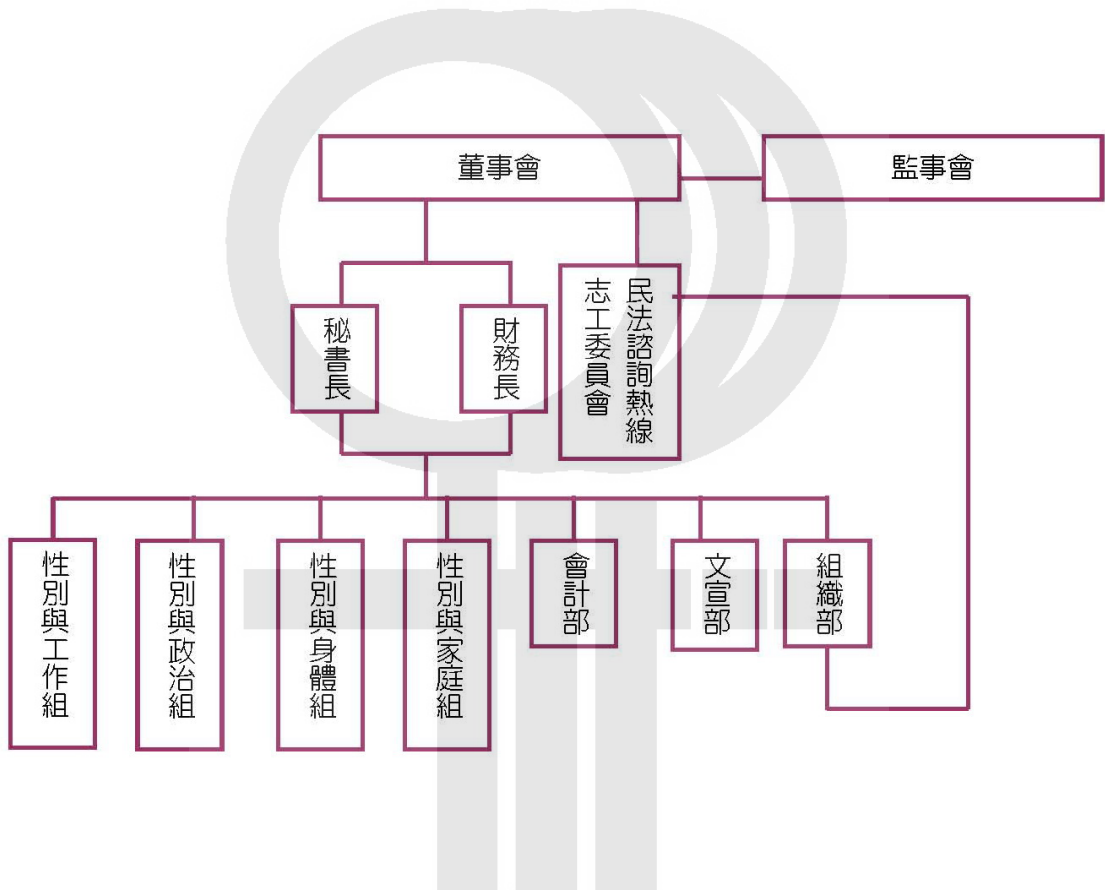 董事會
監事會
秘書長
財務長
民法諮詢熱線
志工委員會
性別與工作組
性別與政治組
性別與身體組
性別與家庭組
會計部
文宣部
組織部